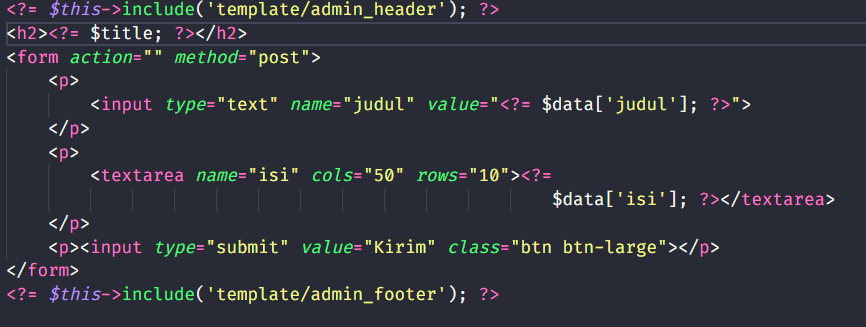 <?= $this->include('template/admin_header'); ?>
<h2><?= $title; ?></h2>
<form action="" method="post">
    <p>
        <input type="text" name="judul" value="<?= $data['judul']; ?>">
    </p>
    <p>
        <textarea name="isi" cols="50" rows="10"><?=
                                                    $data['isi']; ?></textarea>
    </p>
    <p><input type="submit" value="Kirim" class="btn btn-large"></p>
</form>
<?= $this->include('template/admin_footer'); ?>